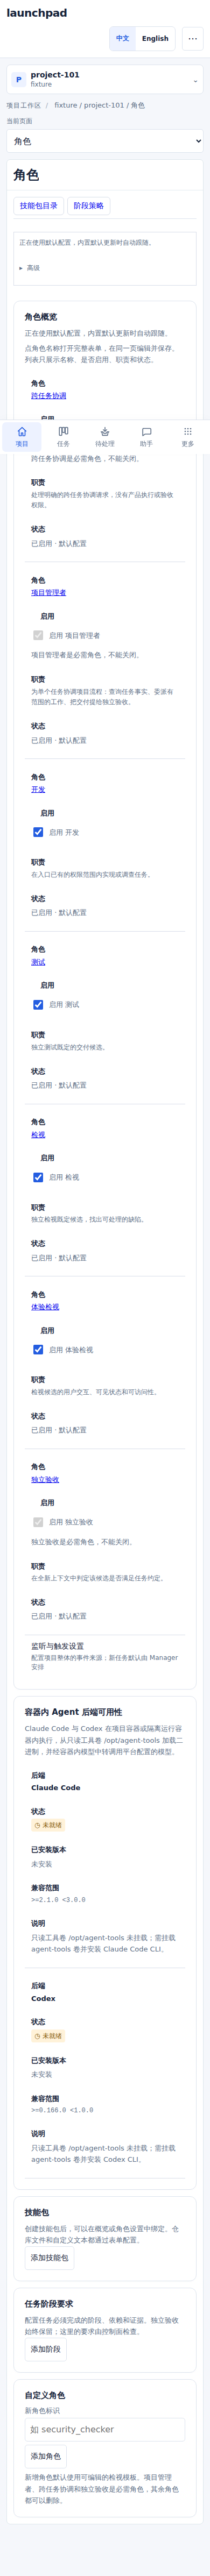 launchpad
中文
English
P
project-101
fixture
项目工作区 / fixture / project-101 / 角色
当前页面
角色
角色
技能包目录
阶段策略
正在使用默认配置，内置默认更新时自动跟随。
▸ 高级
角色概览
正在使用默认配置，内置默认更新时自动跟随。
点角色名称打开完整表单，在同一页编辑并保存。
列表只展示名称、是否启用、职责和状态。
角色
跨任务协调
启用
项目
任务
待处理
助手
更多
跨任务协调是必需角色，不能关闭。
职责
处理明确的跨任务协调请求，没有产品执行或验收
权限。
状态
已启用 · 默认配置
角色
项目管理者
启用
启用 项目管理者
项目管理者是必需角色，不能关闭。
职责
为单个任务协调项目流程：查询任务事实、委派有
范围的工作、把交付提给独立验收。
状态
已启用 · 默认配置
角色
开发
启用
启用 开发
职责
在入口已有的权限范围内实现或调查任务。
状态
已启用 · 默认配置
角色
测试
启用
启用 测试
职责
独立测试既定的交付候选。
状态
已启用 · 默认配置
角色
检视
启用
启用 检视
职责
独立检视既定候选，找出可处理的缺陷。
状态
已启用 · 默认配置
角色
体验检视
启用
启用 体验检视
职责
检视候选的用户交互、可见状态和可访问性。
状态
已启用 · 默认配置
角色
独立验收
启用
启用 独立验收
独立验收是必需角色，不能关闭。
职责
在全新上下文中判定该候选是否满足任务约定。
状态
已启用 · 默认配置
监听与触发设置
配置项目整体的事件来源；新任务默认由 Manager
安排
容器内 Agent 后端可用性
Claude Code 与 Codex 在项目容器或隔离运行容
器内执行，从只读工具卷 /opt/agent-tools 加载二
进制，并经容器内模型中转调用平台配置的模型。
后端
Claude Code
状态
未就绪
已安装版本
未安装
兼容范围
>=2.1.0 <3.0.0
说明
只读工具卷 /opt/agent-tools 未挂载；需挂载
agent-tools 卷并安装 Claude Code CLI。
后端
Codex
状态
未就绪
已安装版本
未安装
兼容范围
>=0.166.0 <1.0.0
说明
只读工具卷 /opt/agent-tools 未挂载；需挂载
agent-tools 卷并安装 Codex CLI。
技能包
创建技能包后，可以在概览或角色设置中绑定。仓
库文件和自定义文本都通过表单配置。
添加技能包
任务阶段要求
配置任务必须完成的阶段、依赖和证据。独立验收
始终保留；这里的要求由控制面检查。
添加阶段
自定义角色
新角色标识
如 security_checker
添加角色
新增角色默认使用可编辑的检视模板。项目管理
者、跨任务协调和独立验收是必需角色，其余角色
都可以删除。